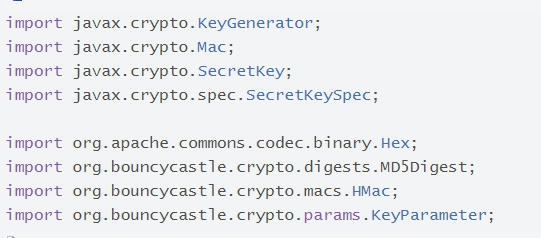 import javax.crypto.KeyGenerator;
import javax.crypto.Mac;
import javax.crypto.SecretKey;
import javax.crypto.spec.SecretKeySpec;
import org.apache.commons.codec.binary.Hex;
import org.bouncycastle.crypto.digests.MD5Digest;
import org.bouncycastle.crypto.macs.HMac;
import org.bouncycastle.crypto.params.KeyParameter;